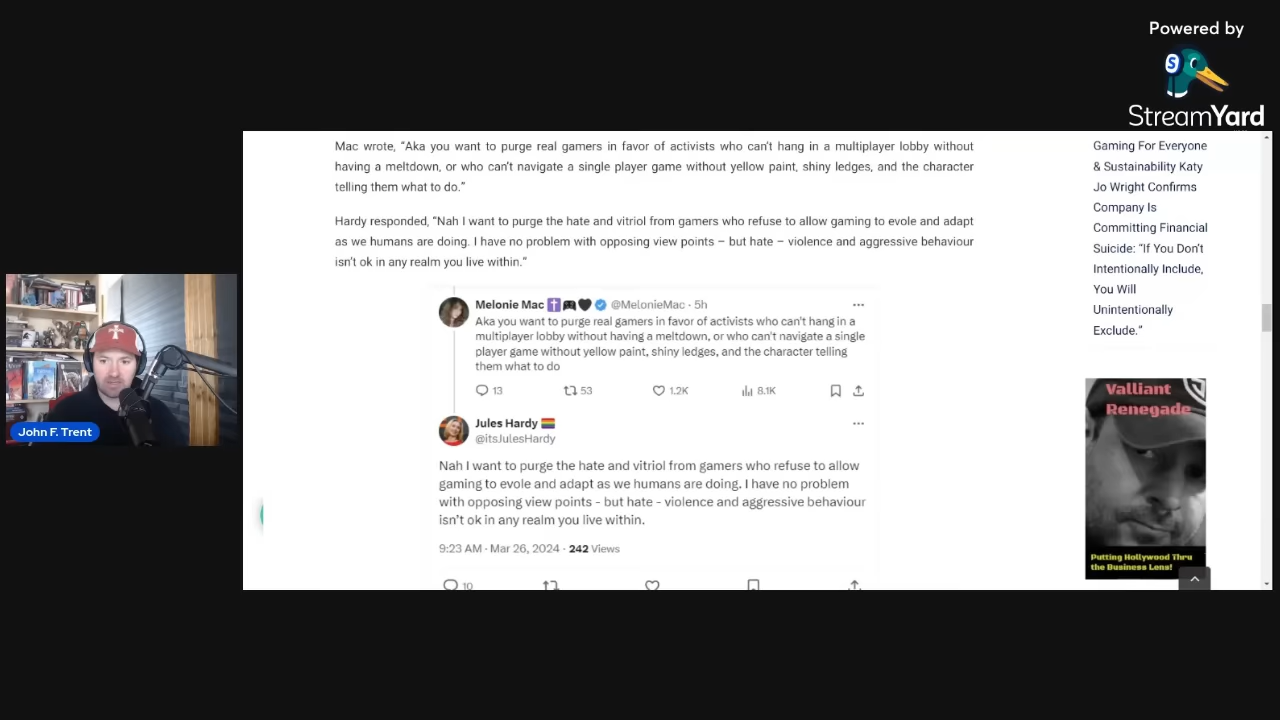 Powered by
S
StreamYard
Mac wrote, “Aka you want to purge real gamers in favor of activists who can't hang in a multiplayer lobby without
having a meltdown, or who can’t navigate a single player game without yellow paint, shiny ledges, and the character
telling them what to do.”
Hardy responded, “Nah I want to purge the hate and vitriol from gamers who refuse to allow gaming to evole and adapt
as we humans are doing. I have no problem with opposing view points – but hate – violence and aggressive behaviour
isn’t ok in any realm you live within.”
Melonie Mac @MelonieMac · 5h
Aka you want to purge real gamers in favor of activists who can't hang in a
multiplayer lobby without having a meltdown, or who can't navigate a single
player game without yellow paint, shiny ledges, and the character telling
them what to do
13 53 1.2K 8.1K
Jules Hardy
@itsJulesHardy
Nah I want to purge the hate and vitriol from gamers who refuse to allow
gaming to evole and adapt as we humans are doing. I have no problem
with opposing view points - but hate - violence and aggressive behaviour
isn't ok in any realm you live within.
9:23 AM · Mar 26, 2024 · 242 Views
10
Gaming For Everyone
& Sustainability Katy
Jo Wright Confirms
Company Is
Committing Financial
Suicide: “If You Don’t
Intentionally Include,
You Will
Unintentionally
Exclude.”
Valliant
Renegade
Putting Hollywood Thru
the Business Lens!
John F. Trent